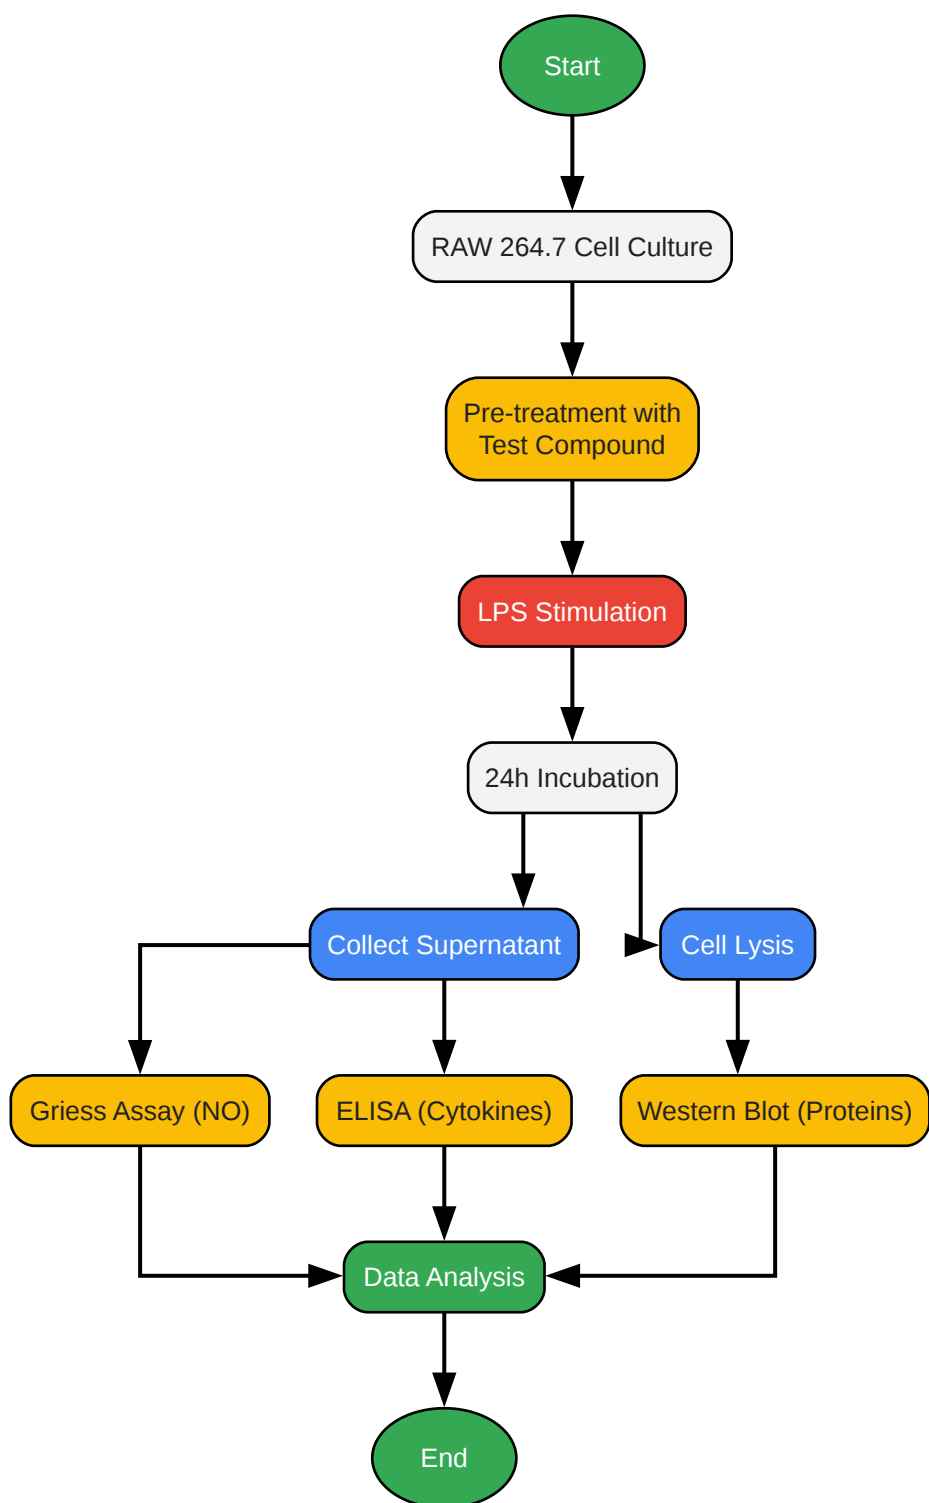 Start
RAW 264.7 Cell Culture
Pre-treatment with
Test Compound
LPS Stimulation
24h Incubation
Collect Supernatant
Cell Lysis
Griess Assay (NO)
ELISA (Cytokines)
Western Blot (Proteins)
Data Analysis
End